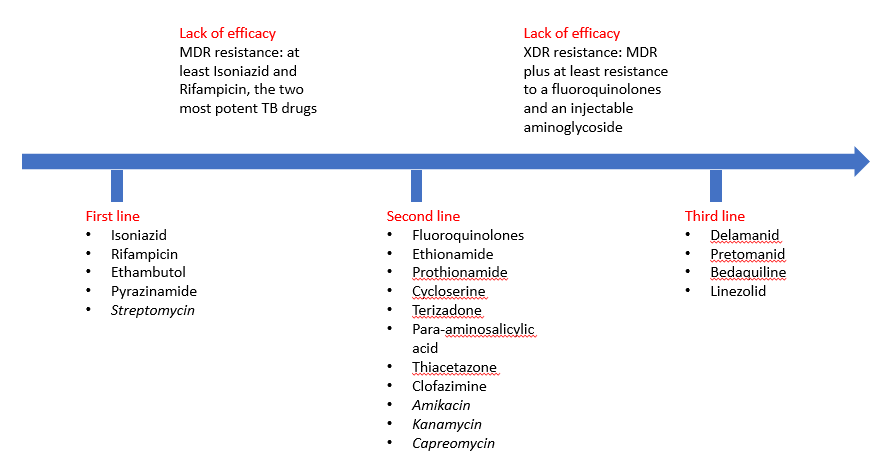 Lack of efficacy
MDR resistance: at
least Isoniazid and
Rifampicin, the two
most potent TB drugs
Lack of efficacy
XDR resistance: MDR
plus at least resistance
to a fluoroquinolones
and an injectable
aminoglycoside
First line
• Isoniazid
• Rifampicin
• Ethambutol
• Pyrazinamide
• Streptomycin
Second line
• Fluoroquinolones
• Ethionamide
• Prothionamide
• Cycloserine
• Terizadone
• Para-aminosalicylic
acid
• Thiacetazone
• Clofazimine
• Amikacin
• Kanamycin
• Capreomycin
Third line
• Delamanid
• Pretomanid
• Bedaquiline
• Linezolid